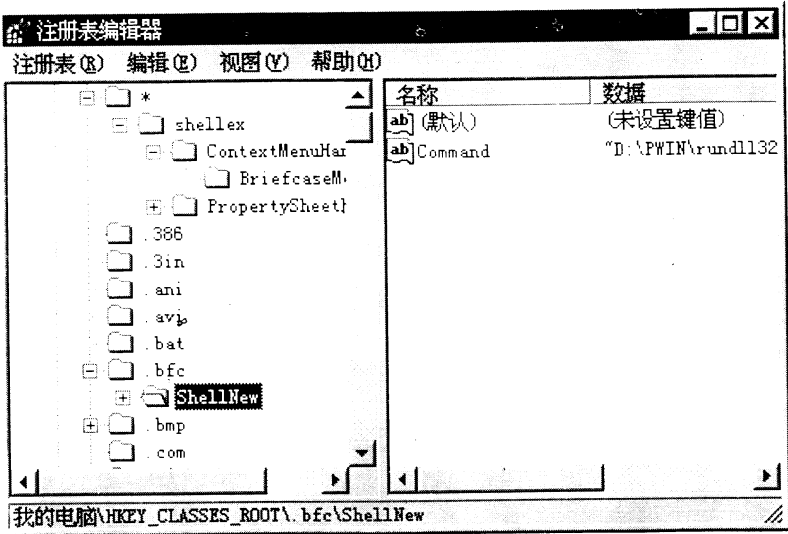 注册表编辑器
注册表(R) 编辑(E) 视图(V) 帮助(H)
*
shellex
ContextMenuHar
BriefcaseM
PropertySheet
.386
.3in
.ani
.avi
.bat
.bfc
ShellNew
.bmp
.com
名称 数据
ab (默认) (未设置键值)
ab Command "D:\PWIN\rundll32
我的电脑\HKEY_CLASSES_ROOT\.bfc\ShellNew